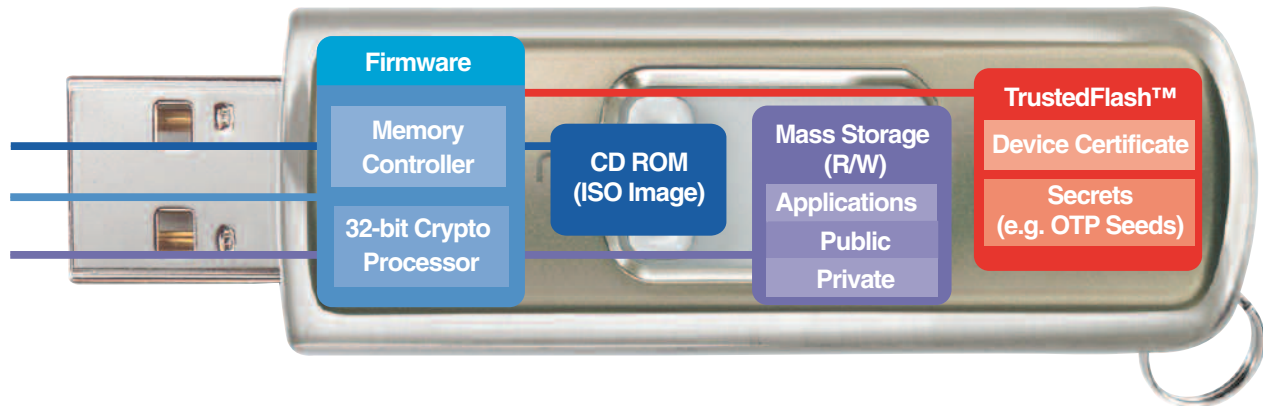 Firmware
Memory
Controller
32-bit Crypto
Processor
CD ROM
(ISO Image)
Mass Storage
(R/W)
Applications
Public
Private
TrustedFlash™
Device Certificate
Secrets
(e.g. OTP Seeds)